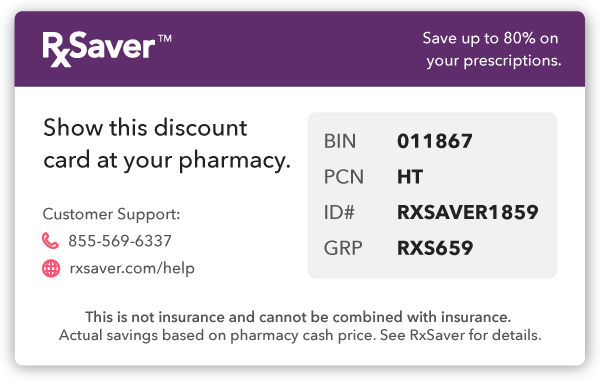 RxSaver™
Save up to 80% on
your prescriptions.
Show this discount
card at your pharmacy.
Customer Support:
855-569-6337
rxsaver.com/help
BIN 011867
PCN HT
ID# RXSAVER1859
GRP RXS659
This is not insurance and cannot be combined with insurance.
Actual savings based on pharmacy cash price. See RxSaver for details.